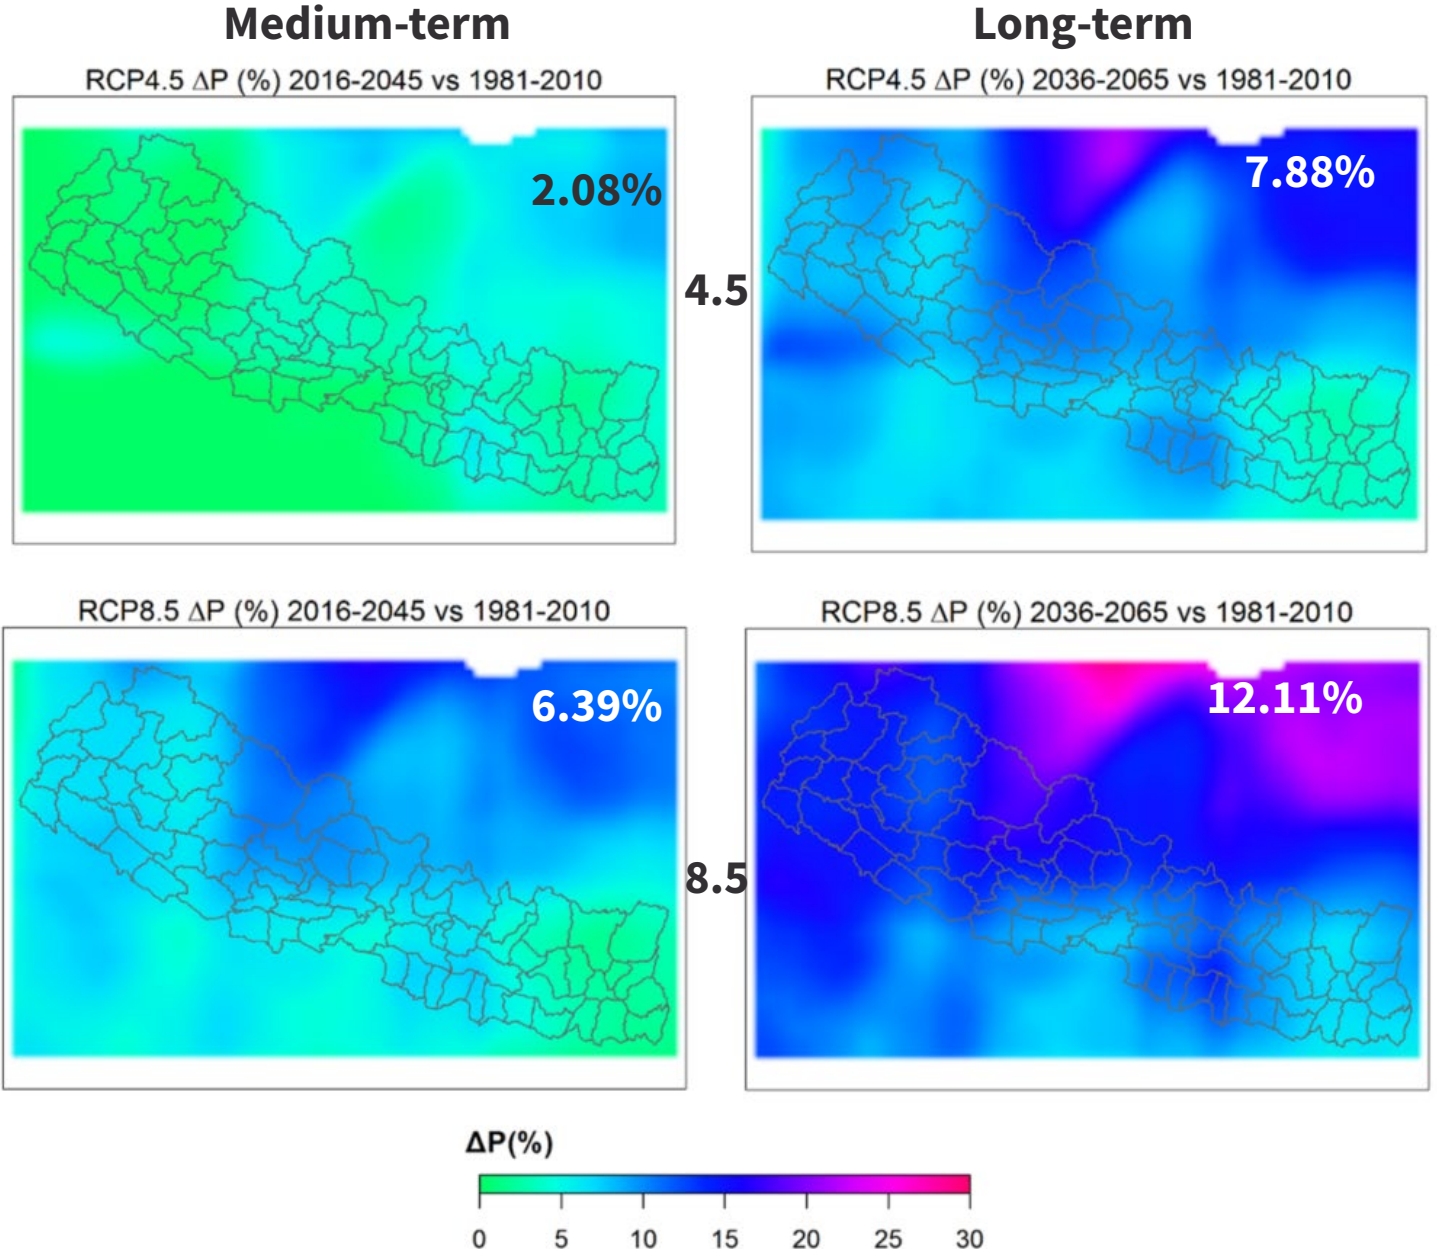 Medium-term
Long-term
RCP4.5 ΔP (%) 2016-2045 vs 1981-2010
RCP4.5 ΔP (%) 2036-2065 vs 1981-2010
2.08%
7.88%
4.5
RCP8.5 ΔP (%) 2016-2045 vs 1981-2010
RCP8.5 ΔP (%) 2036-2065 vs 1981-2010
6.39%
12.11%
8.5
ΔP(%)
0 5 10 15 20 25 30